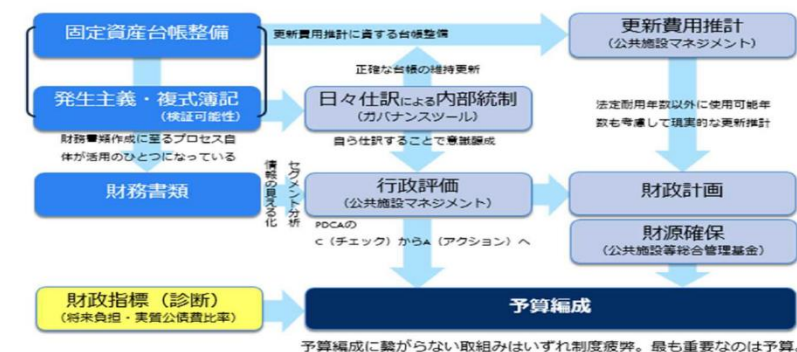 固定資産台帳整備
更新費用推計に資する台帳整備
更新費用推計
(公共施設マネジメント)
正確な台帳の維持更新
発生主義・複式簿記
(検証可能性)
日々仕訳による内部統制
(ガバナンスツール)
法定耐用年数以外に使用可能年
数も考慮して現実的な更新推計
財務書類作成に至るプロセス自
体が活用のひとつになっている
自ら仕訳することで意識醸成
財務書類
セグメント分析
情報の見える化
行政評価
(公共施設マネジメント)
財政計画
PDCAの
C(チェック)からA(アクション)へ
財源確保
(公共施設等総合管理基金)
財政指標(診断)
(将来負担・実質公債費比率)
予算編成
予算編成に繫がらない取組みはいずれ制度疲弊。最も重要なのは予算。